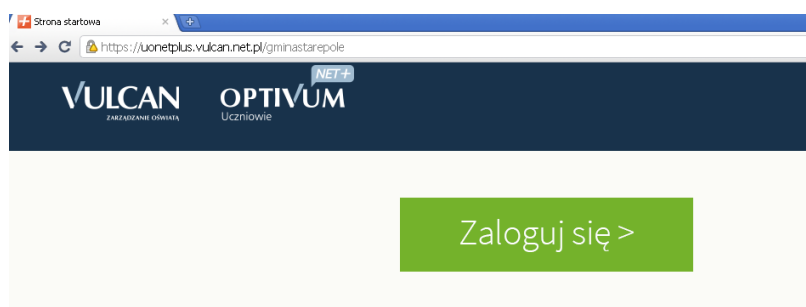 Strona startowa
https://uonetplus.vulcan.net.pl/gminastarepole
VULCAN
ZARZĄDZANIE OŚWIATĄ
NET+
OPTIVUM
Uczniowie
Zaloguj się >